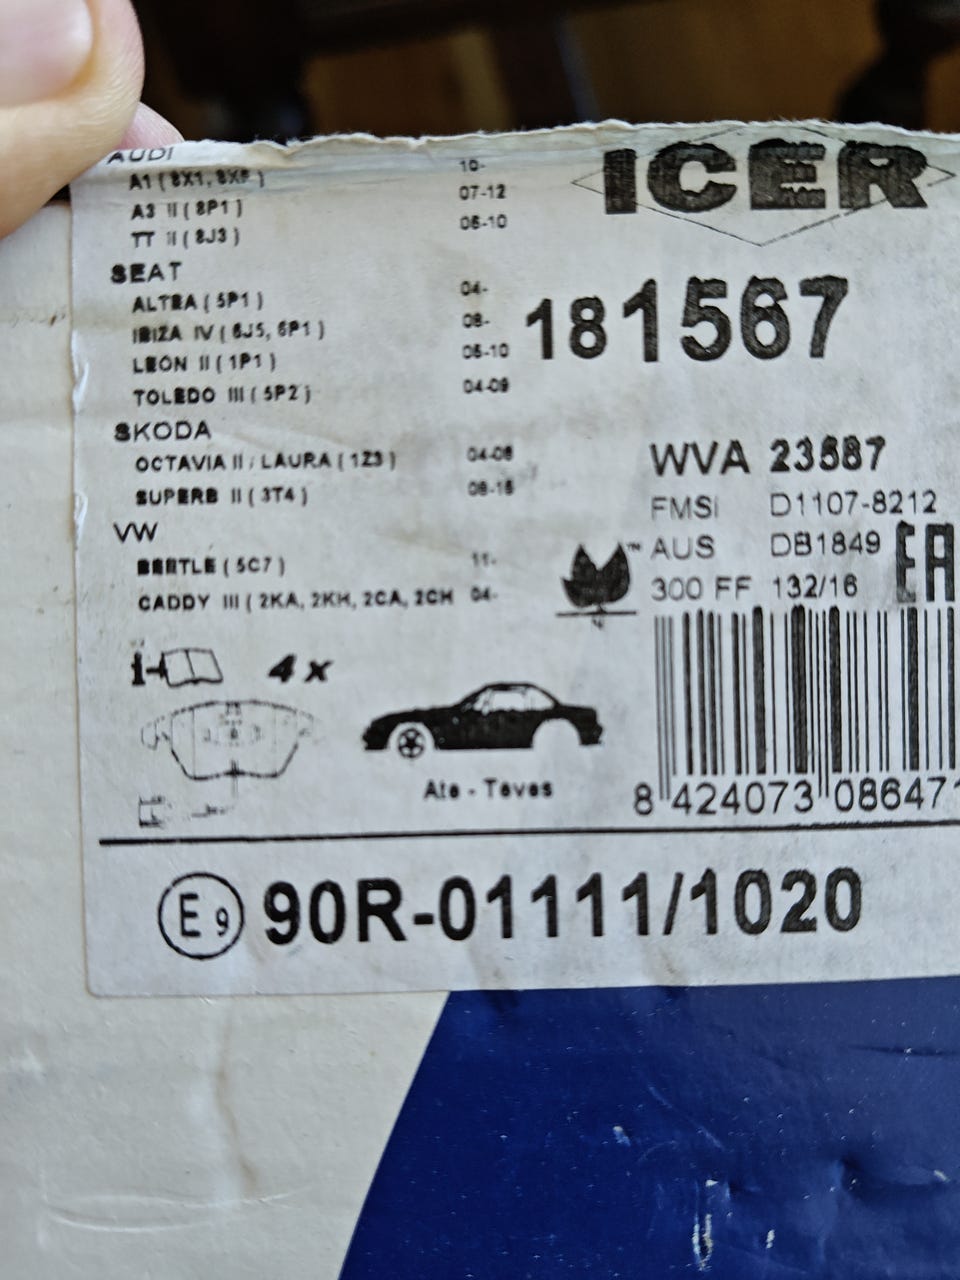 AUDI
A1 ( 8X1, 8XF ) 10-
A3 II ( 8P1 ) 07-12
TT II ( 8J3 ) 06-10
SEAT
ALTEA ( 5P1 ) 04-
IBIZA IV ( 6J5, 6P1 ) 08-
LEON II ( 1P1 ) 05-10
TOLEDO III ( 5P2 ) 04-09
SKODA
OCTAVIA II / LAURA ( 1Z3 ) 04-08
SUPERB II ( 3T4 ) 08-15
VW
BEETLE ( 5C7 ) 11-
CADDY III ( 2KA, 2KH, 2CA, 2CH 04-
ICER
181567
WVA 23587
FMSI D1107-8212
AUS DB1849
300 FF 132/16
EA
TM
4 x
Ate - Teves
8 424073 086471
E9 90R-01111/1020